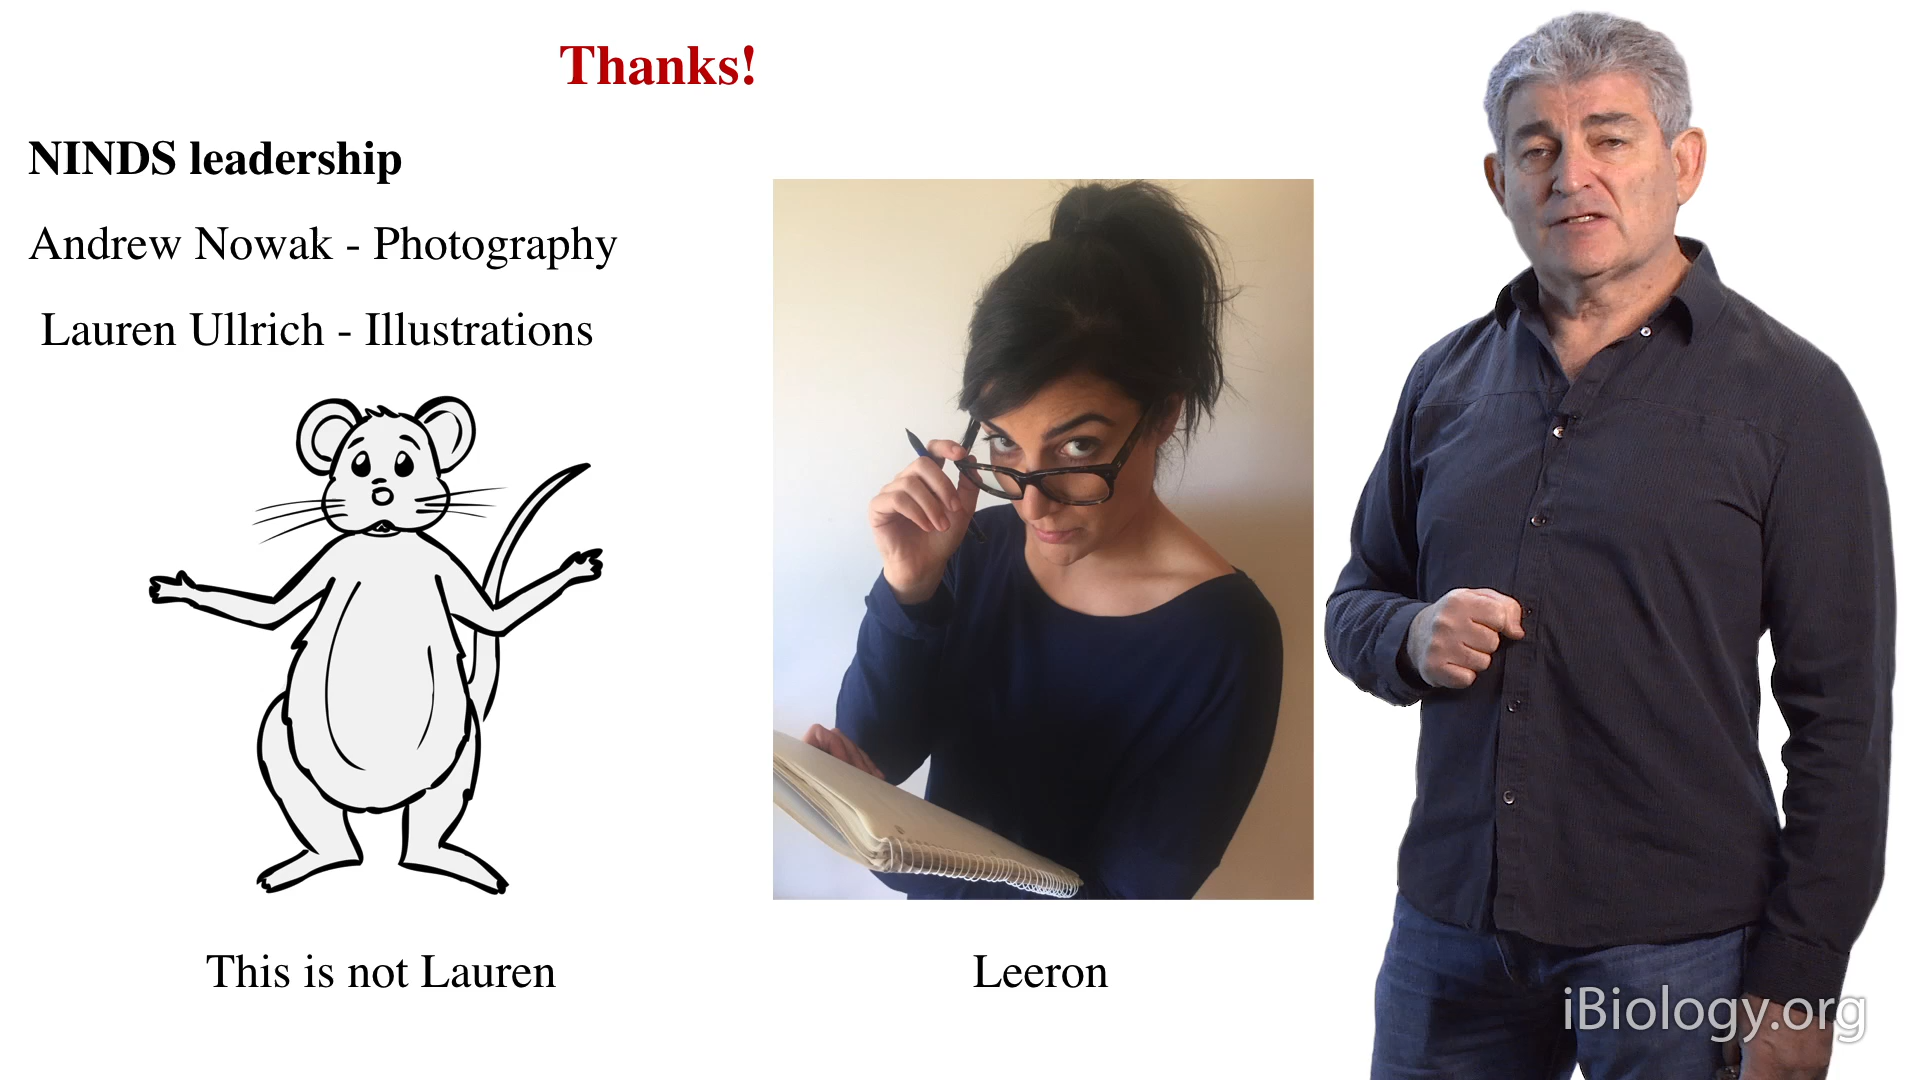 Thanks!
NINDS leadership
Andrew Nowak - Photography
Lauren Ullrich - Illustrations
This is not Lauren
Leeron
iBiology.org